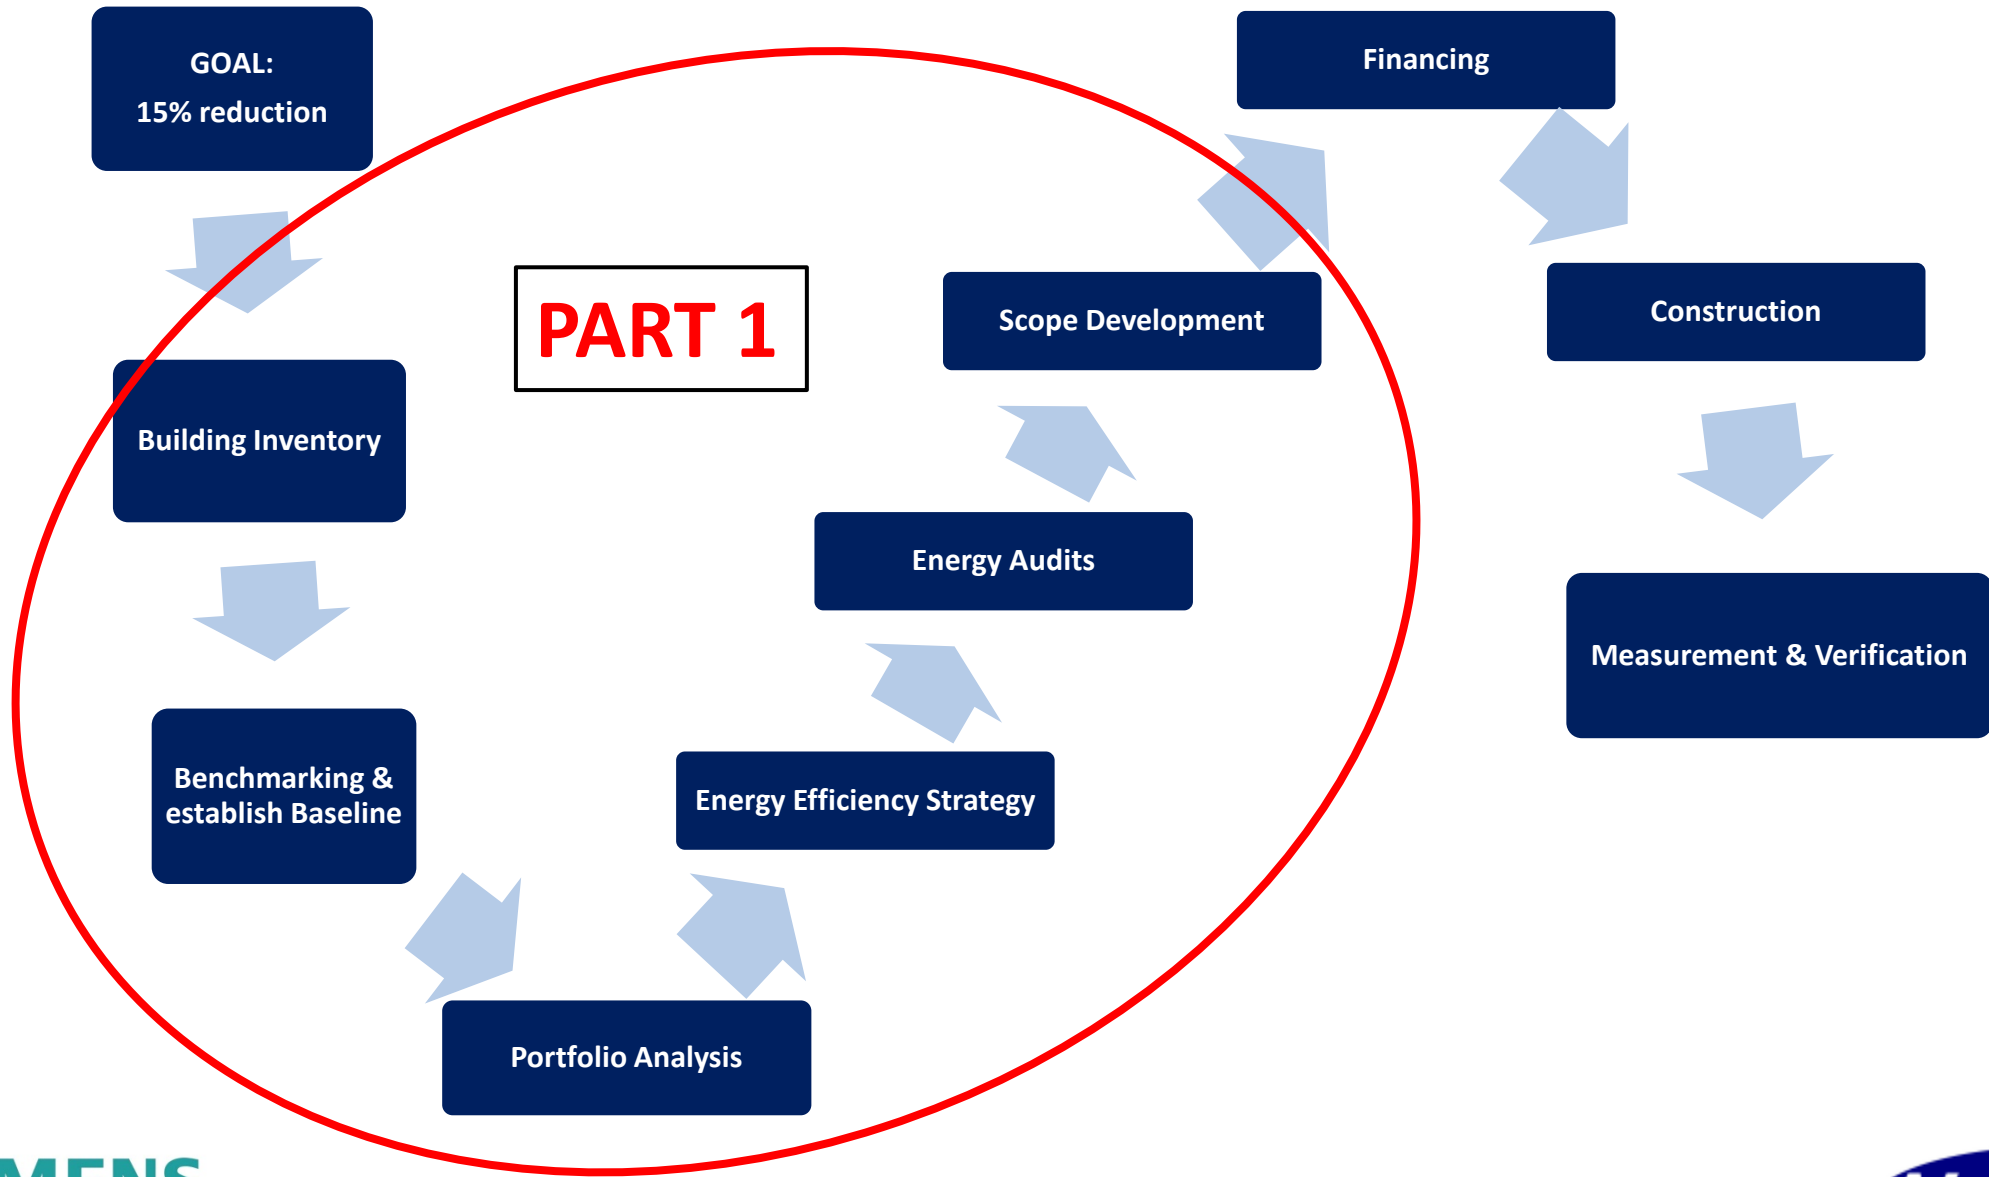 GOAL:
15% reduction
Building Inventory
Benchmarking &
establish Baseline
Portfolio Analysis
Energy Efficiency Strategy
Energy Audits
Scope Development
Financing
Construction
Measurement & Verification
PART 1